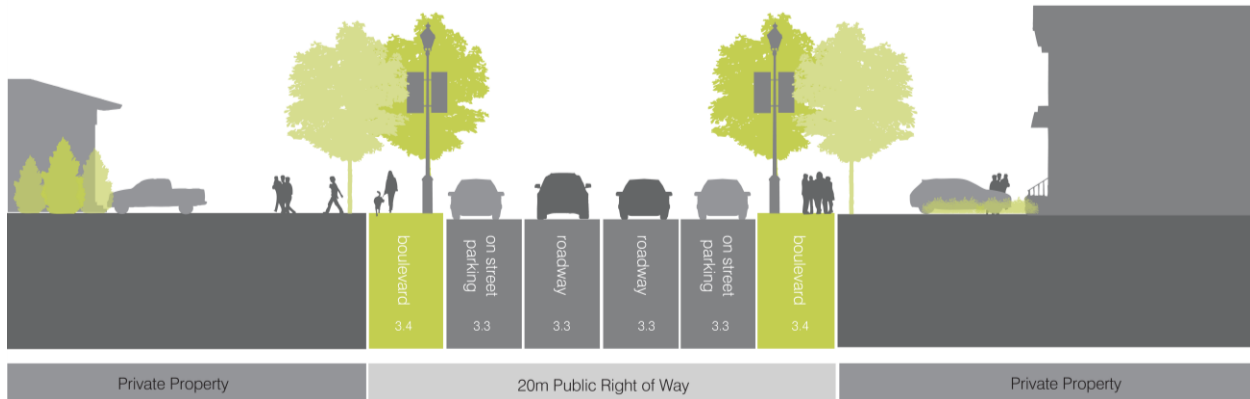 boulevard
3.4
on street
parking
3.3
roadway
3.3
roadway
3.3
on street
parking
3.3
boulevard
3.4
Private Property
20m Public Right of Way
Private Property